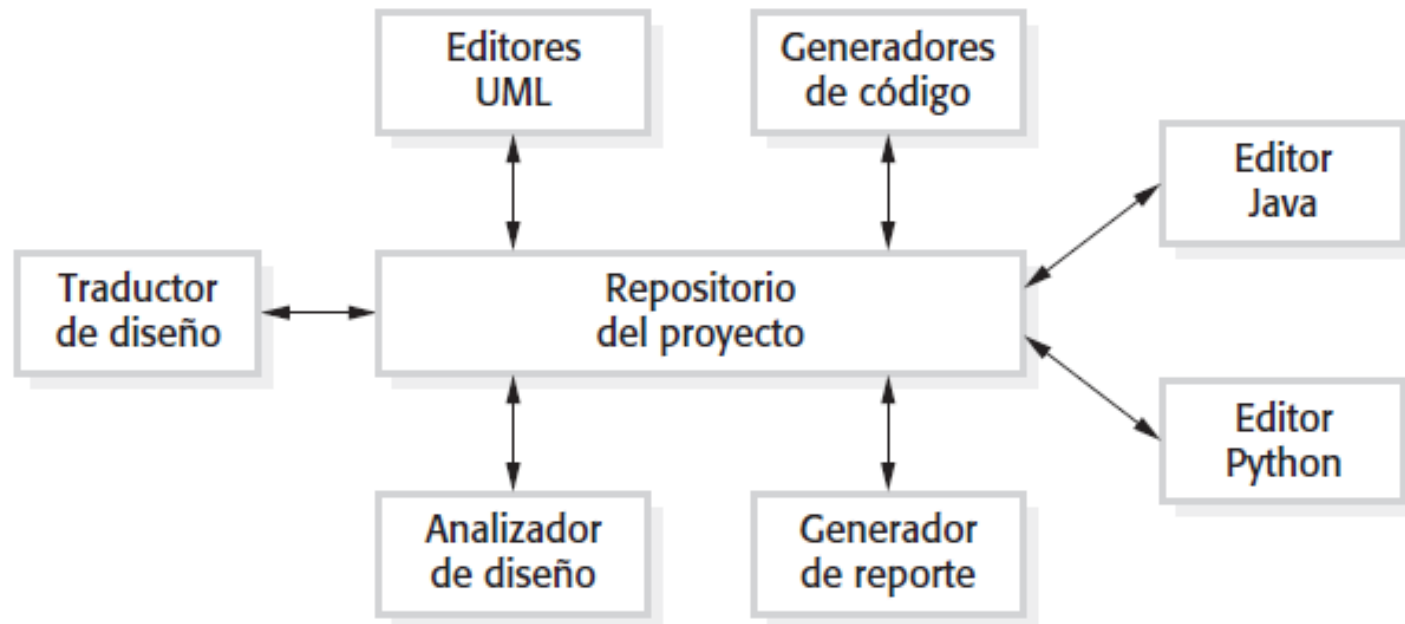 Editores
UML
Generadores
de código
Editor
Java
Traductor
de diseño
Repositorio
del proyecto
Editor
Python
Analizador
de diseño
Generador
de reporte